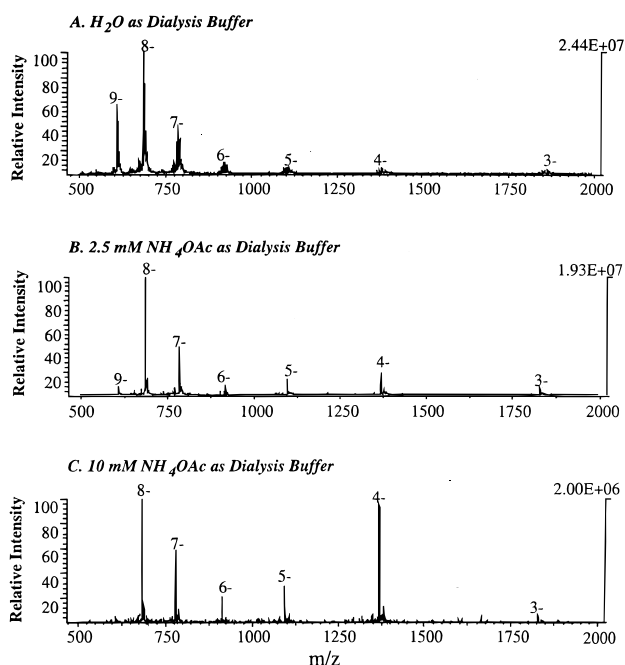 A. H2O as Dialysis Buffer
2.44E+07
Relative Intensity
100
80
60
40
20
9-
8-
7-
6-
5-
4-
3-
500 750 1000 1250 1500 1750 2000
B. 2.5 mM NH4OAc as Dialysis Buffer
1.93E+07
Relative Intensity
100
80
60
40
20
9-
8-
7-
6-
5-
4-
3-
500 750 1000 1250 1500 1750 2000
C. 10 mM NH4OAc as Dialysis Buffer
2.00E+06
Relative Intensity
100
80
60
40
20
8-
7-
6-
5-
4-
3-
500 750 1000 1250 1500 1750 2000
m/z